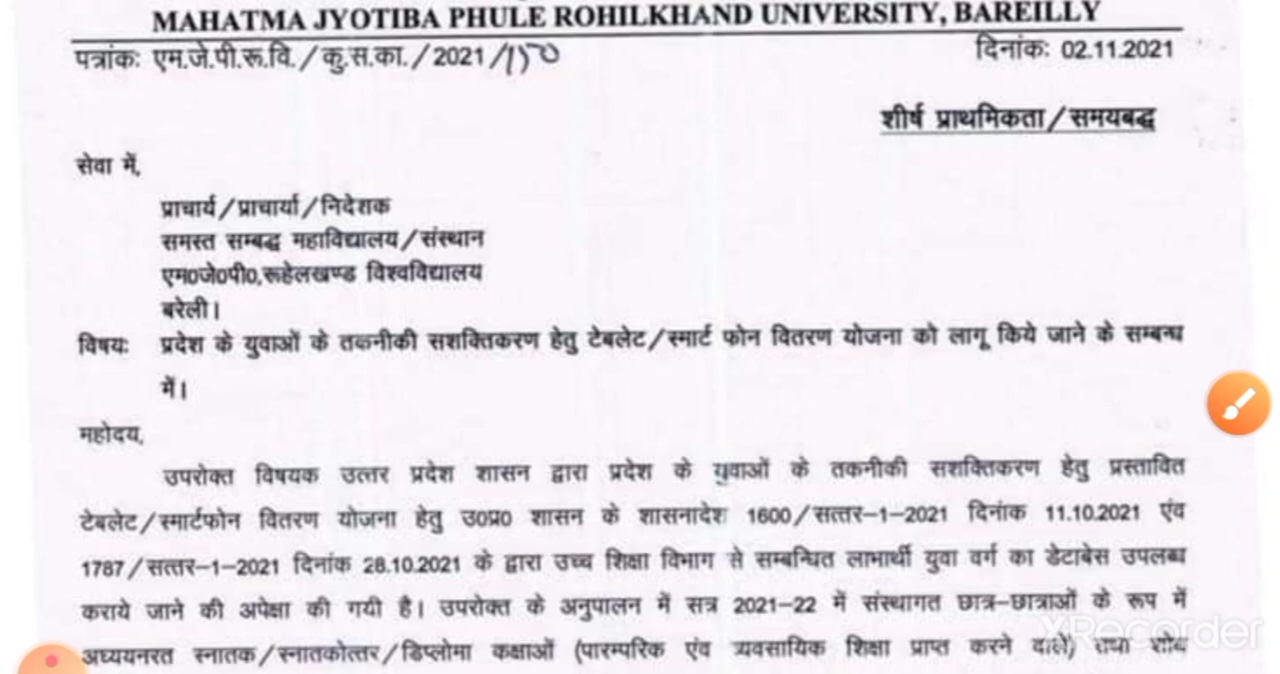 MAHATMA JYOTIBA PHULE ROHILKHAND UNIVERSITY, BAREILLY
पत्रांकः एम.जे.पी.रू.वि./कु.स.का./2021/150
दिनांकः 02.11.2021
शीर्ष प्राथमिकता/समयबद्ध
सेवा में,
प्राचार्य/प्राचार्या/निदेशक
समस्त सम्बद्ध महाविद्यालय/संस्थान
एम0जे0पी0,रूहेलखण्ड विश्वविद्यालय
बरेली।
विषयः प्रदेश के युवाओं के तकनीकी सशक्तिकरण हेतु टेबलेट/स्मार्ट फोन वितरण योजना को लागू किये जाने के सम्बन्ध
में।
महोदय,
उपरोक्त विषयक उत्तर प्रदेश शासन द्वारा प्रदेश के युवाओं के तकनीकी सशक्तिकरण हेतु प्रस्तावित
टेबलेट/स्मार्टफोन वितरण योजना हेतु उ0प्र0 शासन के शासनादेश 1600/सत्तर-1-2021 दिनांक 11.10.2021 एंव
1787/सत्तर-1-2021 दिनांक 28.10.2021 के द्वारा उच्च शिक्षा विभाग से सम्बन्धित लाभार्थी युवा वर्ग का डेटाबेस उपलब्ध
कराये जाने की अपेक्षा की गयी है। उपरोक्त के अनुपालन में सत्र 2021-22 में संस्थागत छात्र-छात्राओं के रूप में
अध्ययनरत स्नातक/स्नातकोत्तर/डिप्लोमा कक्षाओं (पारम्परिक एंव व्यवसायिक शिक्षा प्राप्त करने वाले) तथा शोध
XRecorder